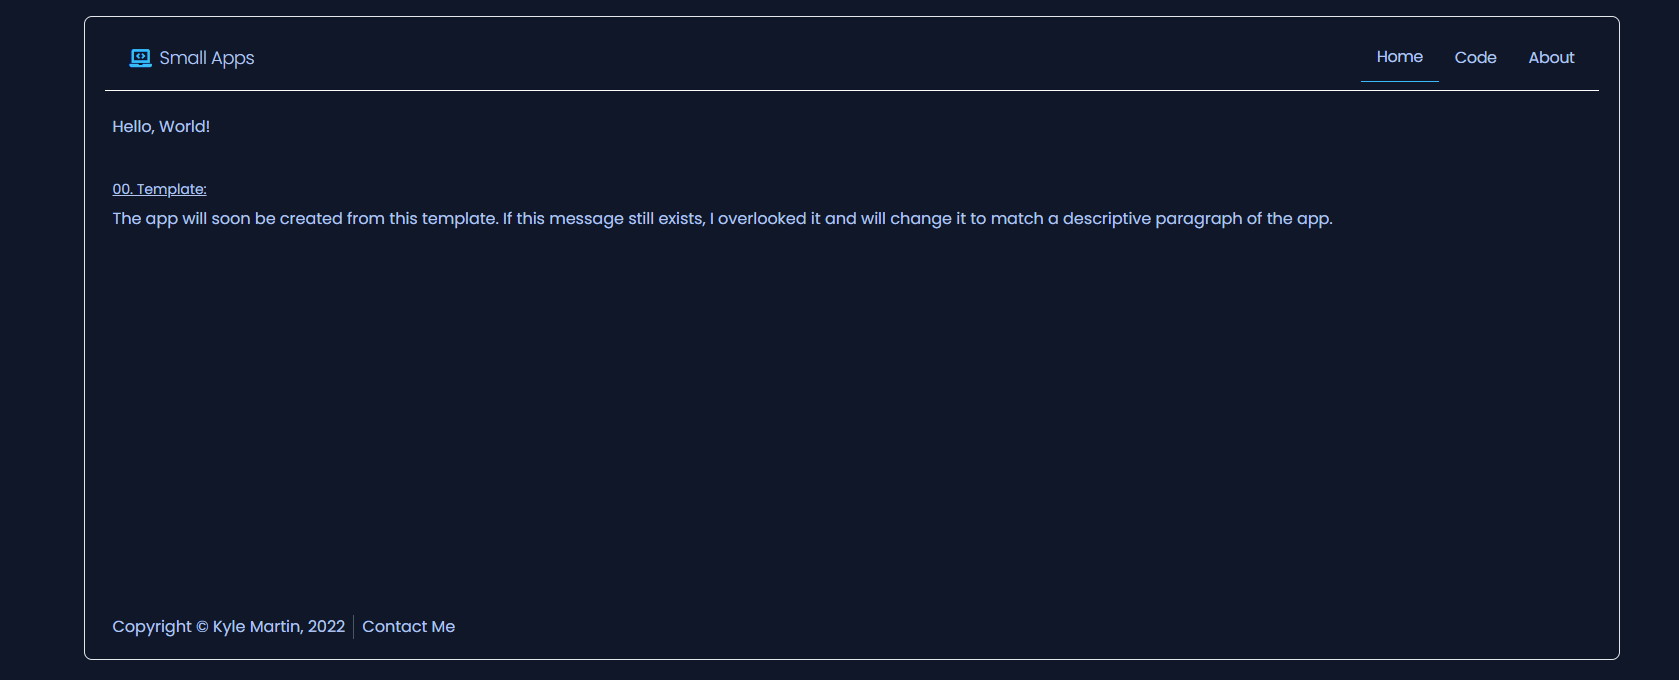 Small Apps
Home Code About
Hello, World!
00. Template:
The app will soon be created from this template. If this message still exists, I overlooked it and will change it to match a descriptive paragraph of the app.
Copyright © Kyle Martin, 2022 Contact Me